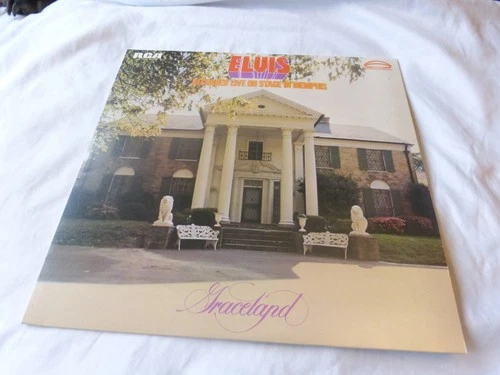 RCA
ELVIS
RECORDED LIVE ON STAGE IN MEMPHIS
Graceland